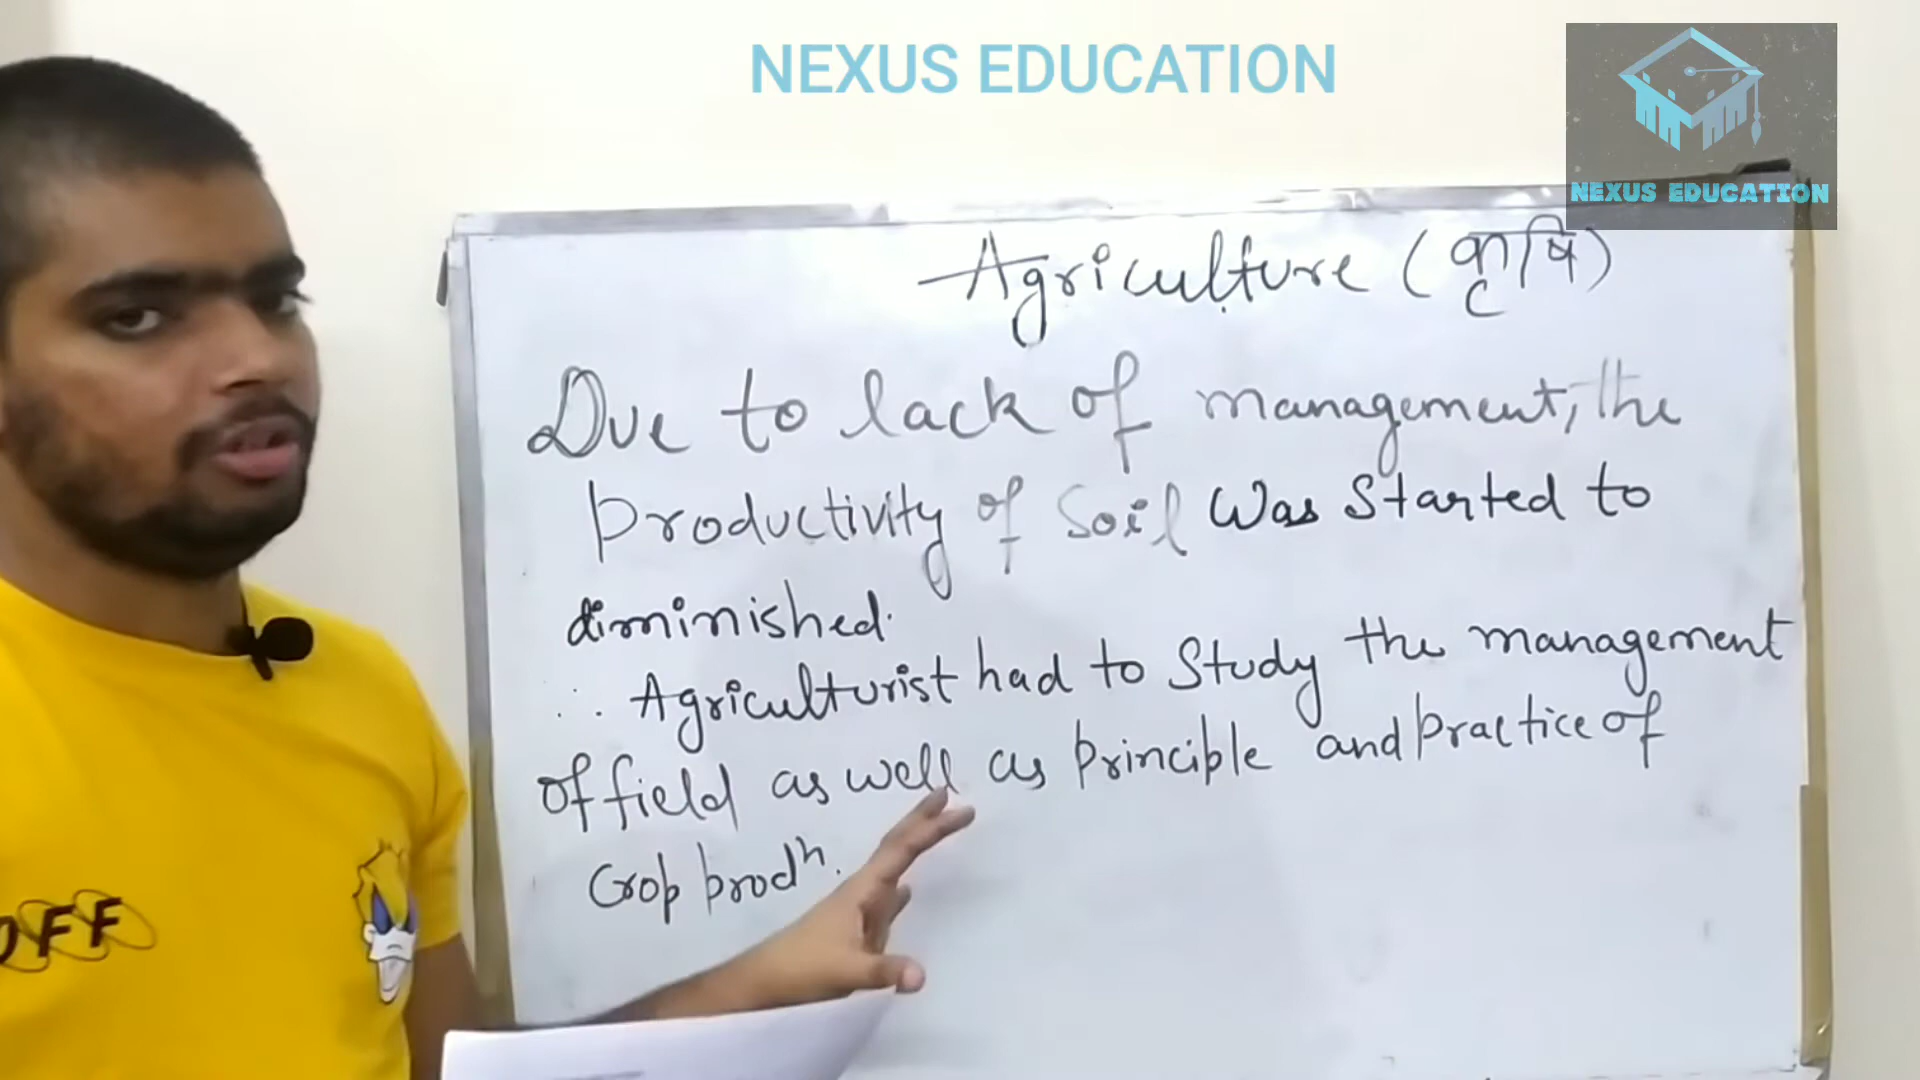 NEXUS EDUCATION
NEXUS EDUCATION
Agriculture (कृषि)
Due to lack of management, the
productivity of soil was started to
diminished.
∴ Agriculturist had to study the management
of field as well as principle and practice of
crop prodn.
OFF